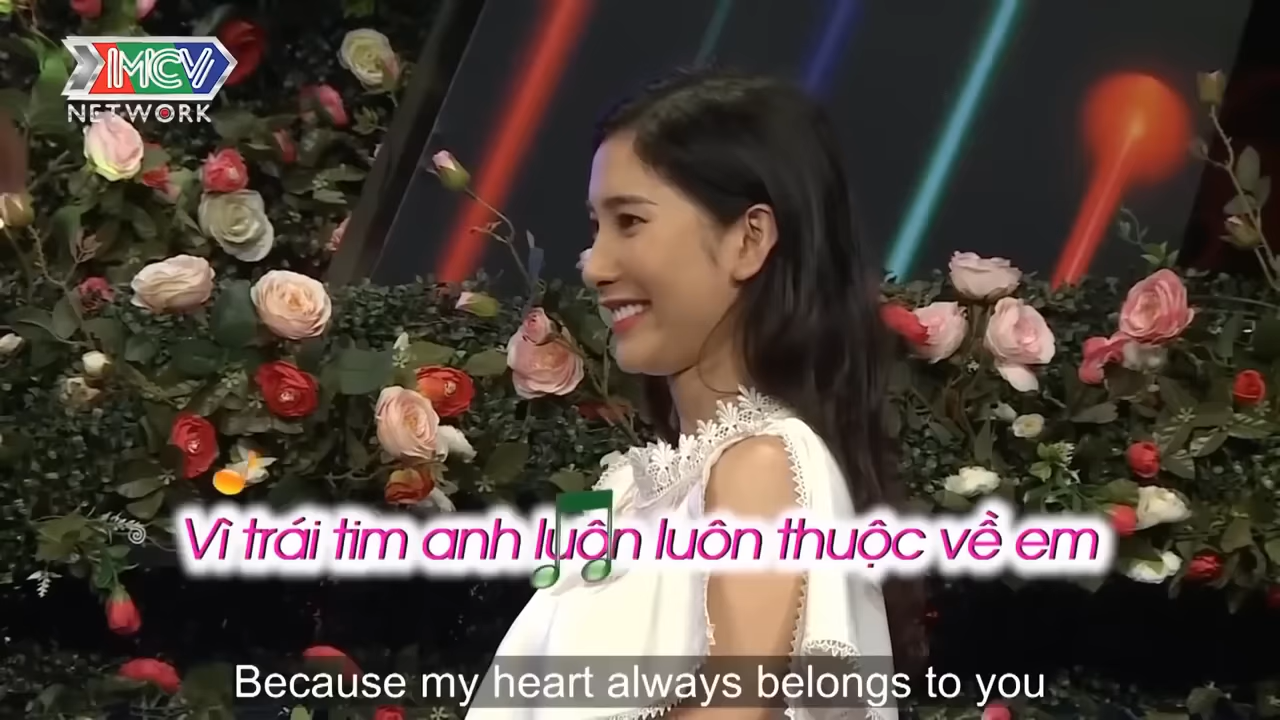 MCV
NETWORK
Vì trái tim anh luôn luôn thuộc về em
Because my heart always belongs to you